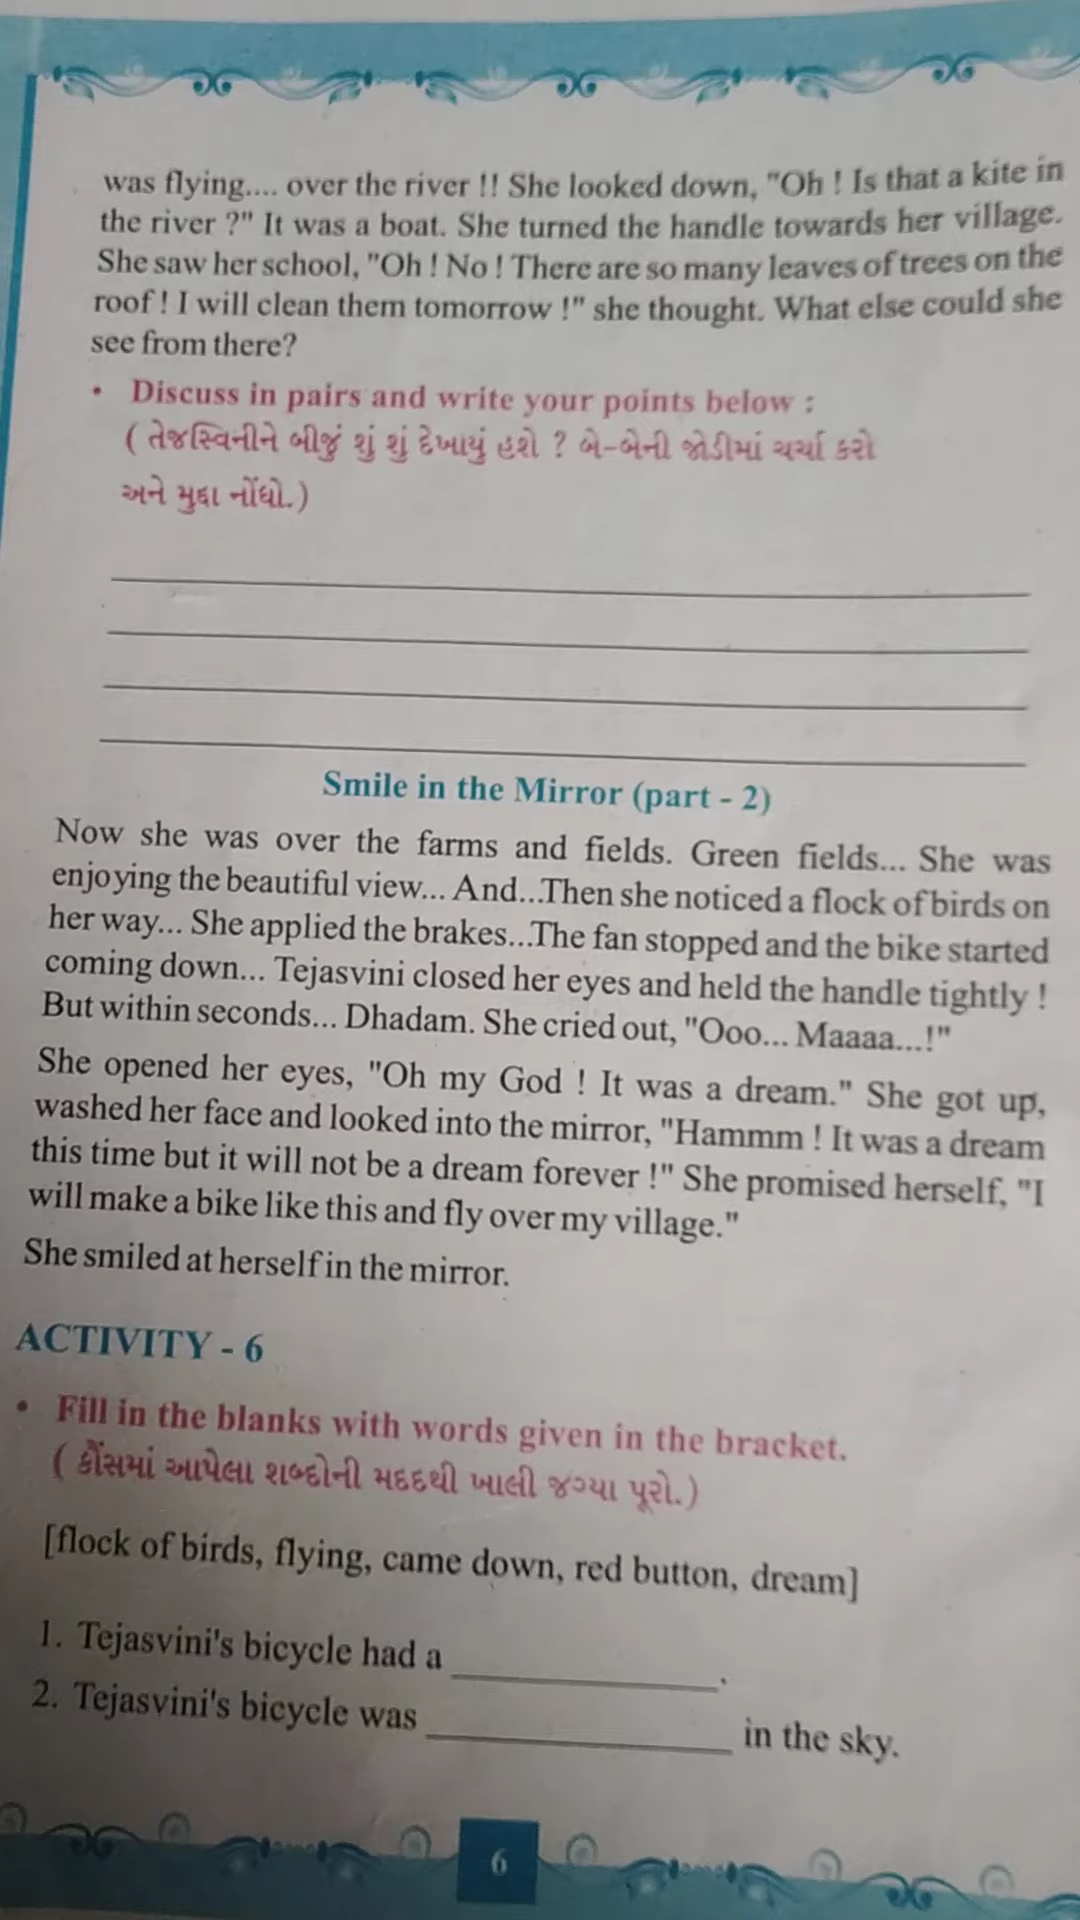 was flying.... over the river !! She looked down, "Oh ! Is that a kite in
the river ?" It was a boat. She turned the handle towards her village.
She saw her school, "Oh ! No ! There are so many leaves of trees on the
roof ! I will clean them tomorrow !" she thought. What else could she
see from there?
• Discuss in pairs and write your points below :
( તેજસ્વિનીને બીજું શું શું દેખાયું હશે ? બે-બેની જોડીમાં ચર્ચા કરો
અને મુદ્દા નોંધો.)
Smile in the Mirror (part - 2)
Now she was over the farms and fields. Green fields... She was
enjoying the beautiful view... And...Then she noticed a flock of birds on
her way... She applied the brakes...The fan stopped and the bike started
coming down... Tejasvini closed her eyes and held the handle tightly !
But within seconds... Dhadam. She cried out, "Ooo... Maaaa...!"
She opened her eyes, "Oh my God ! It was a dream." She got up,
washed her face and looked into the mirror, "Hammm ! It was a dream
this time but it will not be a dream forever !" She promised herself, "I
will make a bike like this and fly over my village."
She smiled at herself in the mirror.
ACTIVITY - 6
• Fill in the blanks with words given in the bracket.
( કૌંસમાં આપેલા શબ્દોની મદદથી ખાલી જગ્યા પૂરો.)
[flock of birds, flying, came down, red button, dream]
1. Tejasvini's bicycle had a ____________.
2. Tejasvini's bicycle was ____________ in the sky.
6